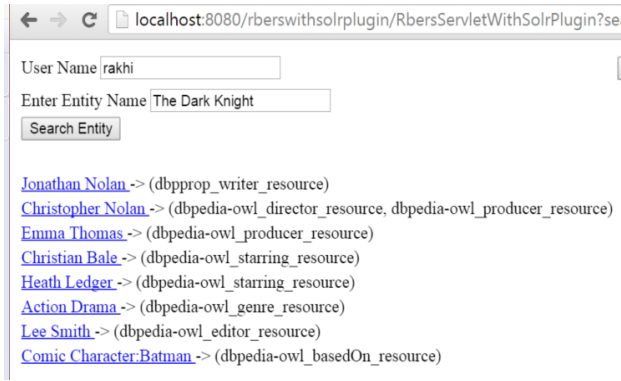 localhost:8080/rberswithsolrplugin/RbersServletWithSolrPlugin?sea
User Name rakhi
Enter Entity Name The Dark Knight
Search Entity
Jonathan Nolan -> (dbpprop_writer_resource)
Christopher Nolan -> (dbpedia-owl_director_resource, dbpedia-owl_producer_resource)
Emma Thomas -> (dbpedia-owl_producer_resource)
Christian Bale -> (dbpedia-owl_starring_resource)
Heath Ledger -> (dbpedia-owl_starring_resource)
Action Drama -> (dbpedia-owl_genre_resource)
Lee Smith -> (dbpedia-owl_editor_resource)
Comic Character:Batman -> (dbpedia-owl_basedOn_resource)